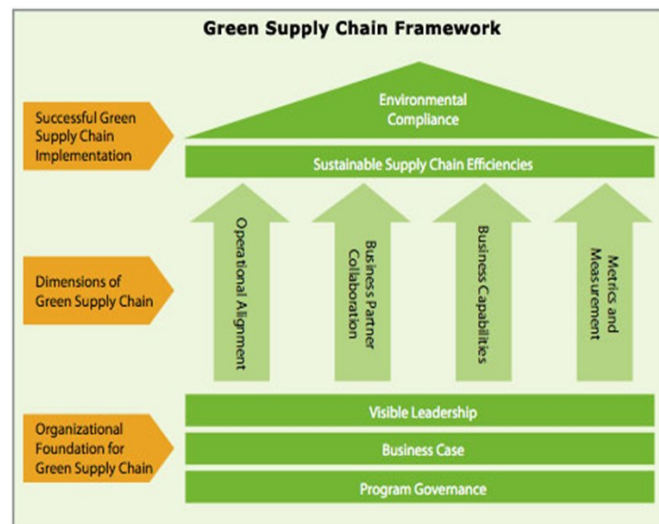 Green Supply Chain Framework
Successful Green
Supply Chain
Implementation
Environmental
Compliance
Sustainable Supply Chain Efficiencies
Dimensions of
Green Supply Chain
Operational Alignment
Business Partner
Collaboration
Business Capabilities
Metrics and
Measurement
Organizational
Foundation for
Green Supply Chain
Visible Leadership
Business Case
Program Governance